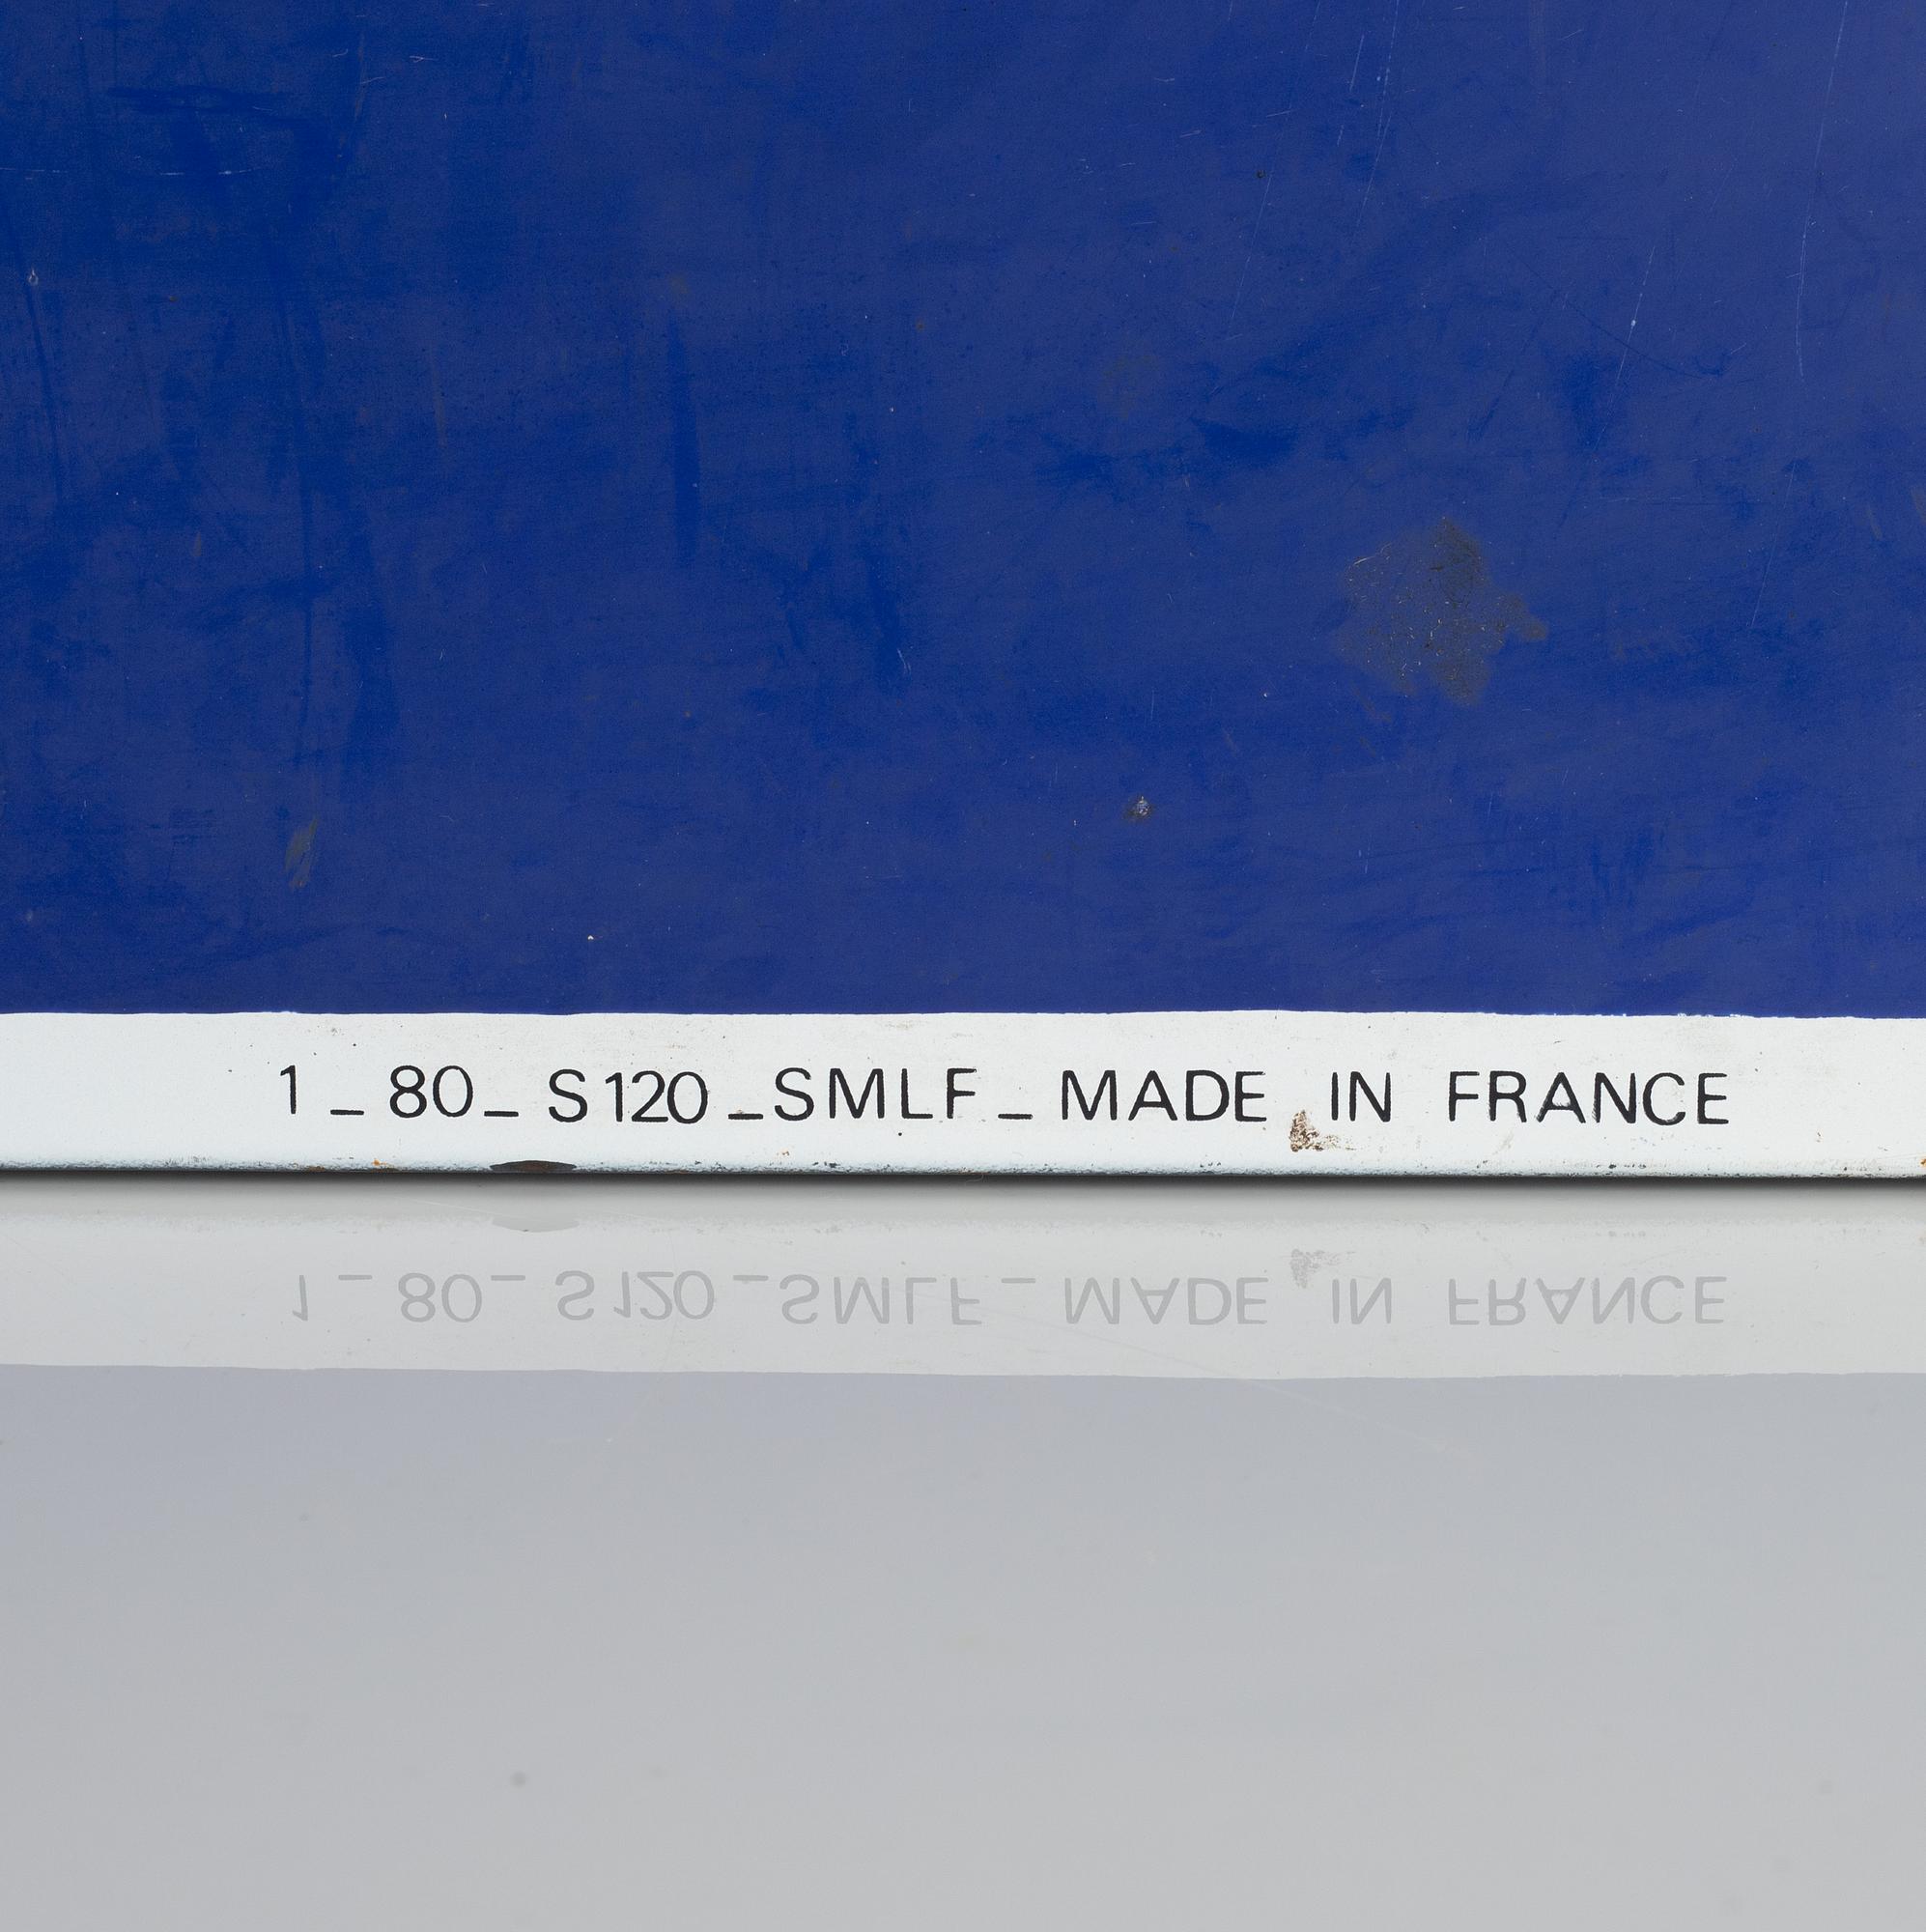 1_80_S120_SMLF_MADE IN FRANCE